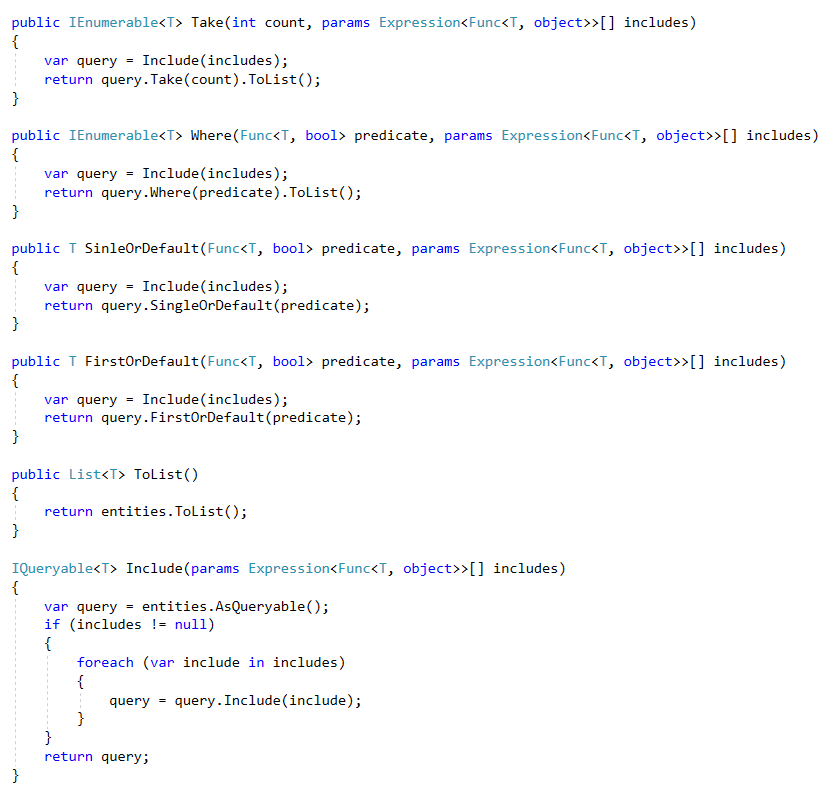 public IEnumerable<T> Take(int count, params Expression<Func<T, object>>[] includes)
{
    var query = Include(includes);
    return query.Take(count).ToList();
}

public IEnumerable<T> Where(Func<T, bool> predicate, params Expression<Func<T, object>>[] includes)
{
    var query = Include(includes);
    return query.Where(predicate).ToList();
}

public T SinleOrDefault(Func<T, bool> predicate, params Expression<Func<T, object>>[] includes)
{
    var query = Include(includes);
    return query.SingleOrDefault(predicate);
}

public T FirstOrDefault(Func<T, bool> predicate, params Expression<Func<T, object>>[] includes)
{
    var query = Include(includes);
    return query.FirstOrDefault(predicate);
}

public List<T> ToList()
{
    return entities.ToList();
}

IQueryable<T> Include(params Expression<Func<T, object>>[] includes)
{
    var query = entities.AsQueryable();
    if (includes != null)
    {
        foreach (var include in includes)
        {
            query = query.Include(include);
        }
    }
    return query;
}